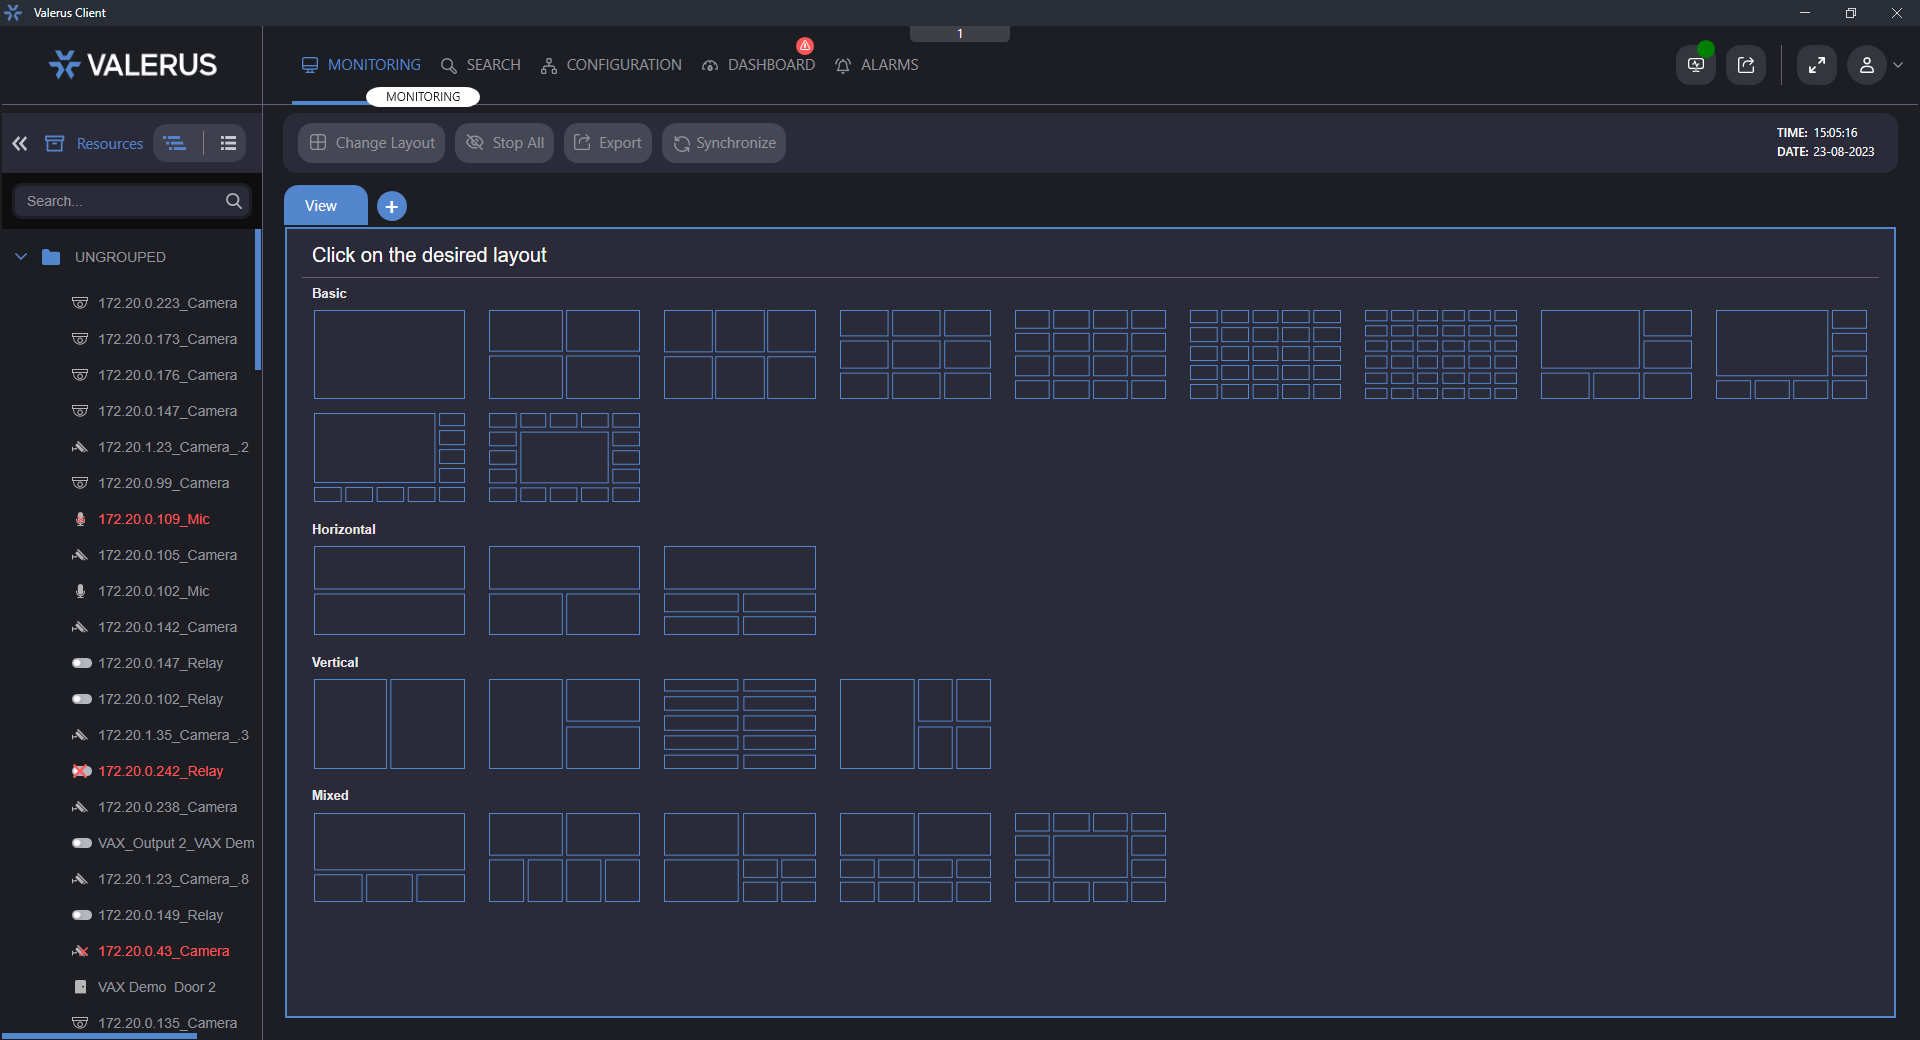 Valerus Client
1
VALERUS
MONITORING
SEARCH
CONFIGURATION
DASHBOARD
ALARMS
MONITORING
Resources
Change Layout
Stop All
Export
Synchronize
TIME: 15:05:16
DATE: 23-08-2023
Search...
View
UNGROUPED
172.20.0.223_Camera
172.20.0.173_Camera
172.20.0.176_Camera
172.20.0.147_Camera
172.20.1.23_Camera_.2
172.20.0.99_Camera
172.20.0.109_Mic
172.20.0.105_Camera
172.20.0.102_Mic
172.20.0.142_Camera
172.20.0.147_Relay
172.20.0.102_Relay
172.20.1.35_Camera_.3
172.20.0.242_Relay
172.20.0.238_Camera
VAX_Output 2_VAX Dem
172.20.1.23_Camera_.8
172.20.0.149_Relay
172.20.0.43_Camera
VAX Demo Door 2
172.20.0.135_Camera
Click on the desired layout
Basic
Horizontal
Vertical
Mixed